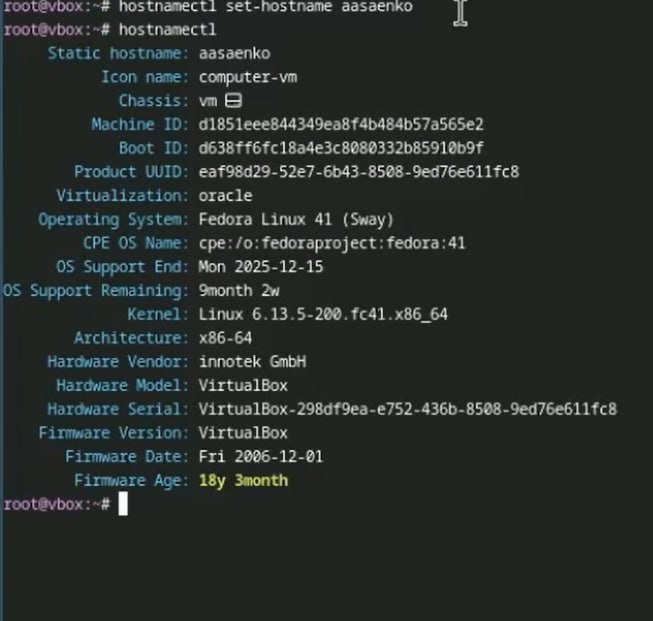 root@vbox:~# hostnamectl set-hostname aasaenko
root@vbox:~# hostnamectl
Static hostname: aasaenko
Icon name: computer-vm
Chassis: vm
Machine ID: d1851eee844349ea8f4b484b57a565e2
Boot ID: d638ff6fc18a4e3c8080332b85910b9f
Product UUID: eaf98d29-52e7-6b43-8508-9ed76e611fc8
Virtualization: oracle
Operating System: Fedora Linux 41 (Sway)
CPE OS Name: cpe:/o:fedoraproject:fedora:41
OS Support End: Mon 2025-12-15
OS Support Remaining: 9month 2w
Kernel: Linux 6.13.5-200.fc41.x86_64
Architecture: x86-64
Hardware Vendor: innotek GmbH
Hardware Model: VirtualBox
Hardware Serial: VirtualBox-298df9ea-e752-436b-8508-9ed76e611fc8
Firmware Version: VirtualBox
Firmware Date: Fri 2006-12-01
Firmware Age: 18y 3month
root@vbox:~#